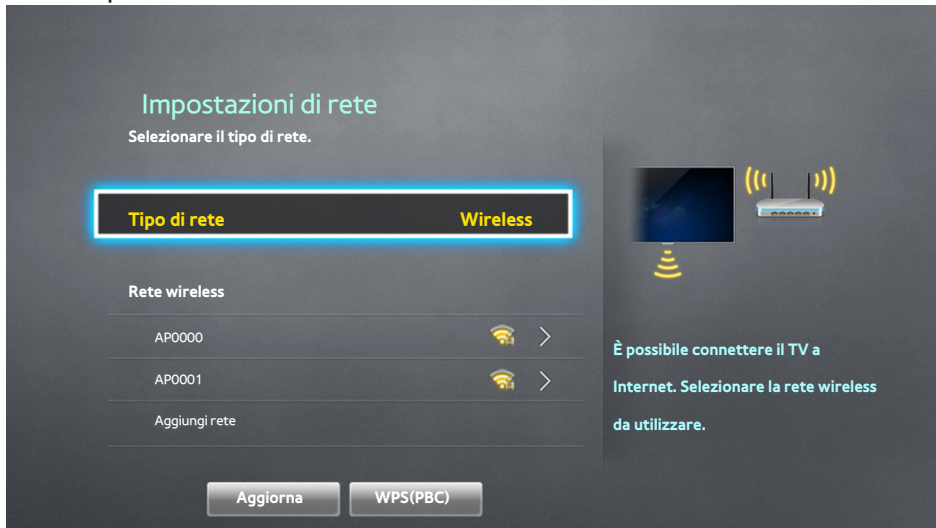 Impostazioni di rete
Selezionare il tipo di rete.
Tipo di rete Wireless
Rete wireless
AP0000
AP0001
Aggiungi rete
Aggiorna WPS(PBC)
È possibile connettere il TV a
Internet. Selezionare la rete wireless
da utilizzare.